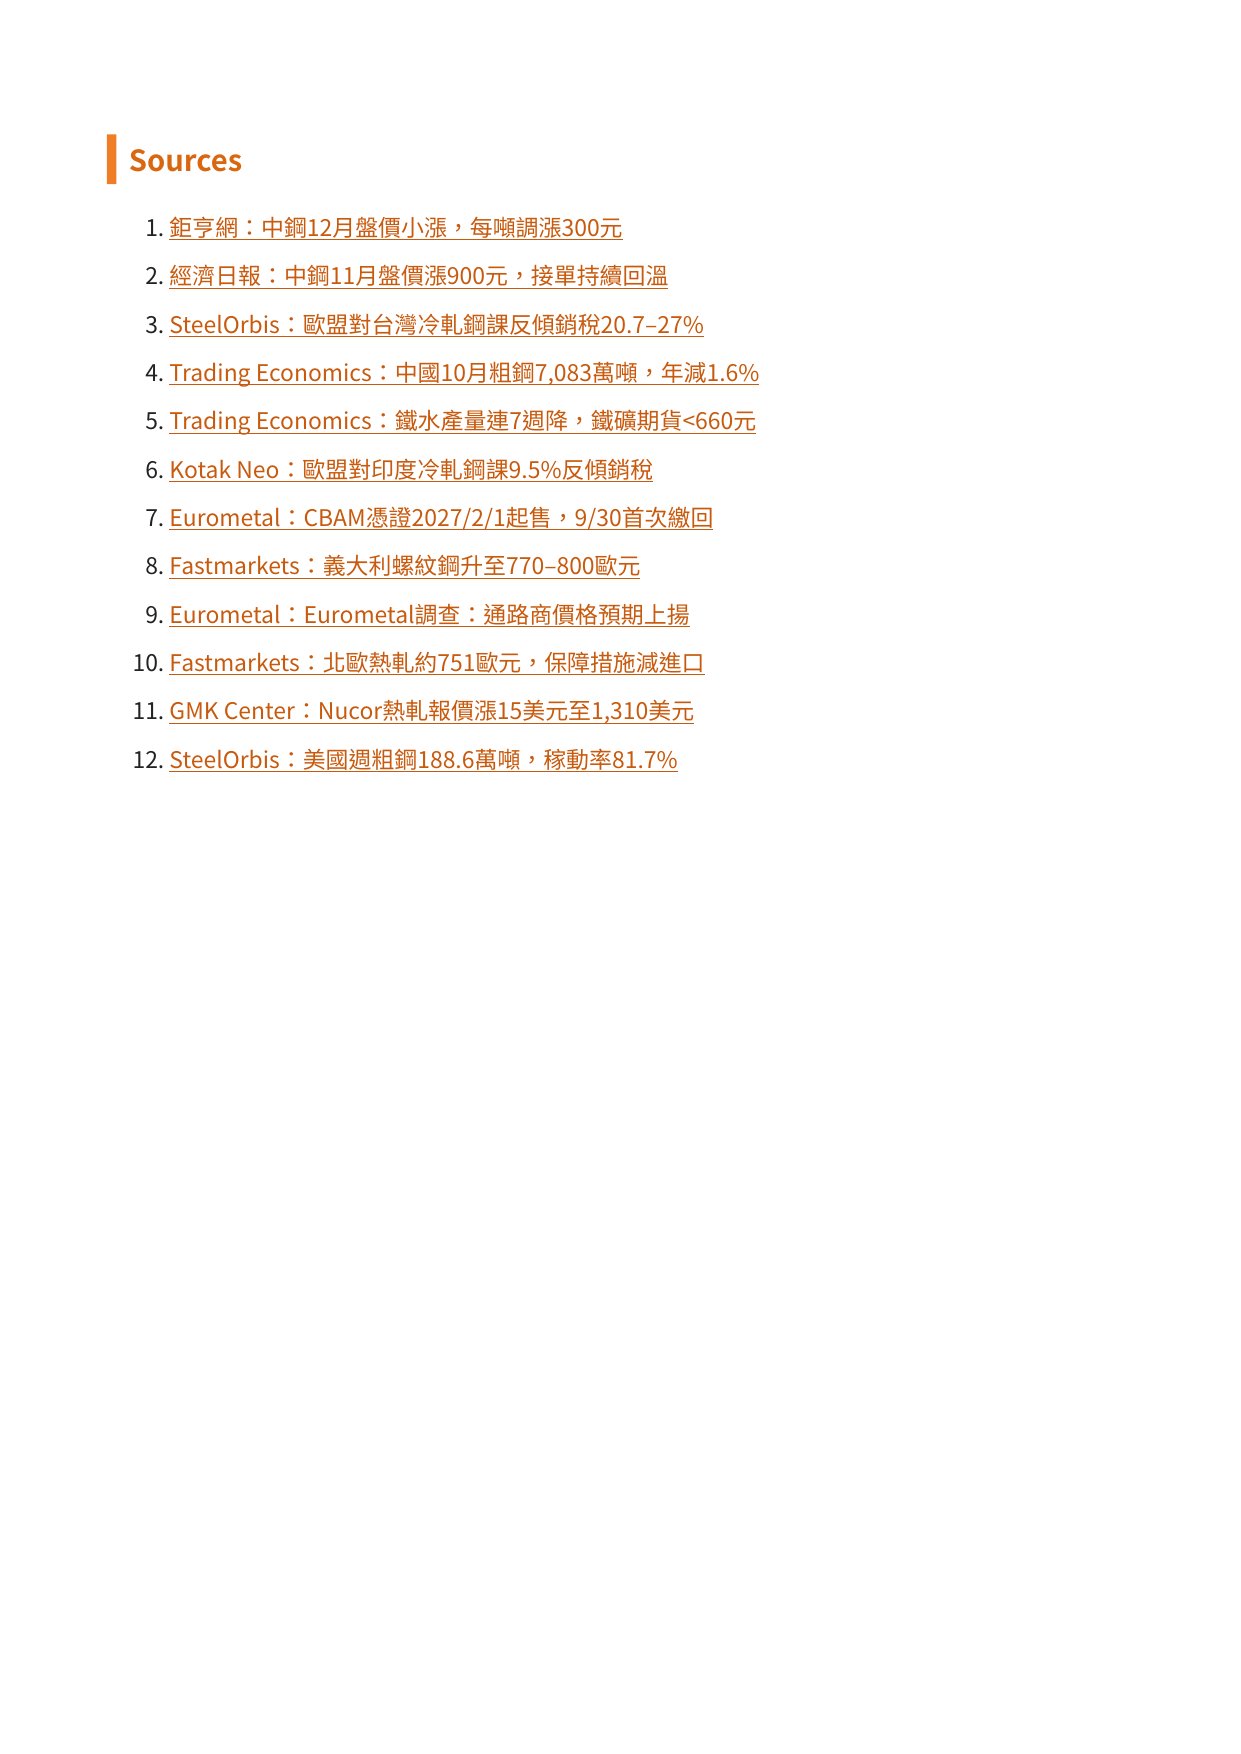 Sources
1. 鉅亨網：中鋼12月盤價小漲，每噸調漲300元
2. 經濟日報：中鋼11月盤價漲900元，接單持續回溫
3. SteelOrbis：歐盟對台灣冷軋鋼課反傾銷稅20.7–27%
4. Trading Economics：中國10月粗鋼7,083萬噸，年減1.6%
5. Trading Economics：鐵水產量連7週降，鐵礦期貨<660元
6. Kotak Neo：歐盟對印度冷軋鋼課9.5%反傾銷稅
7. Eurometal：CBAM憑證2027/2/1起售，9/30首次繳回
8. Fastmarkets：義大利螺紋鋼升至770–800歐元
9. Eurometal：Eurometal調查：通路商價格預期上揚
10. Fastmarkets：北歐熱軋約751歐元，保障措施減進口
11. GMK Center：Nucor熱軋報價漲15美元至1,310美元
12. SteelOrbis：美國週粗鋼188.6萬噸，稼動率81.7%